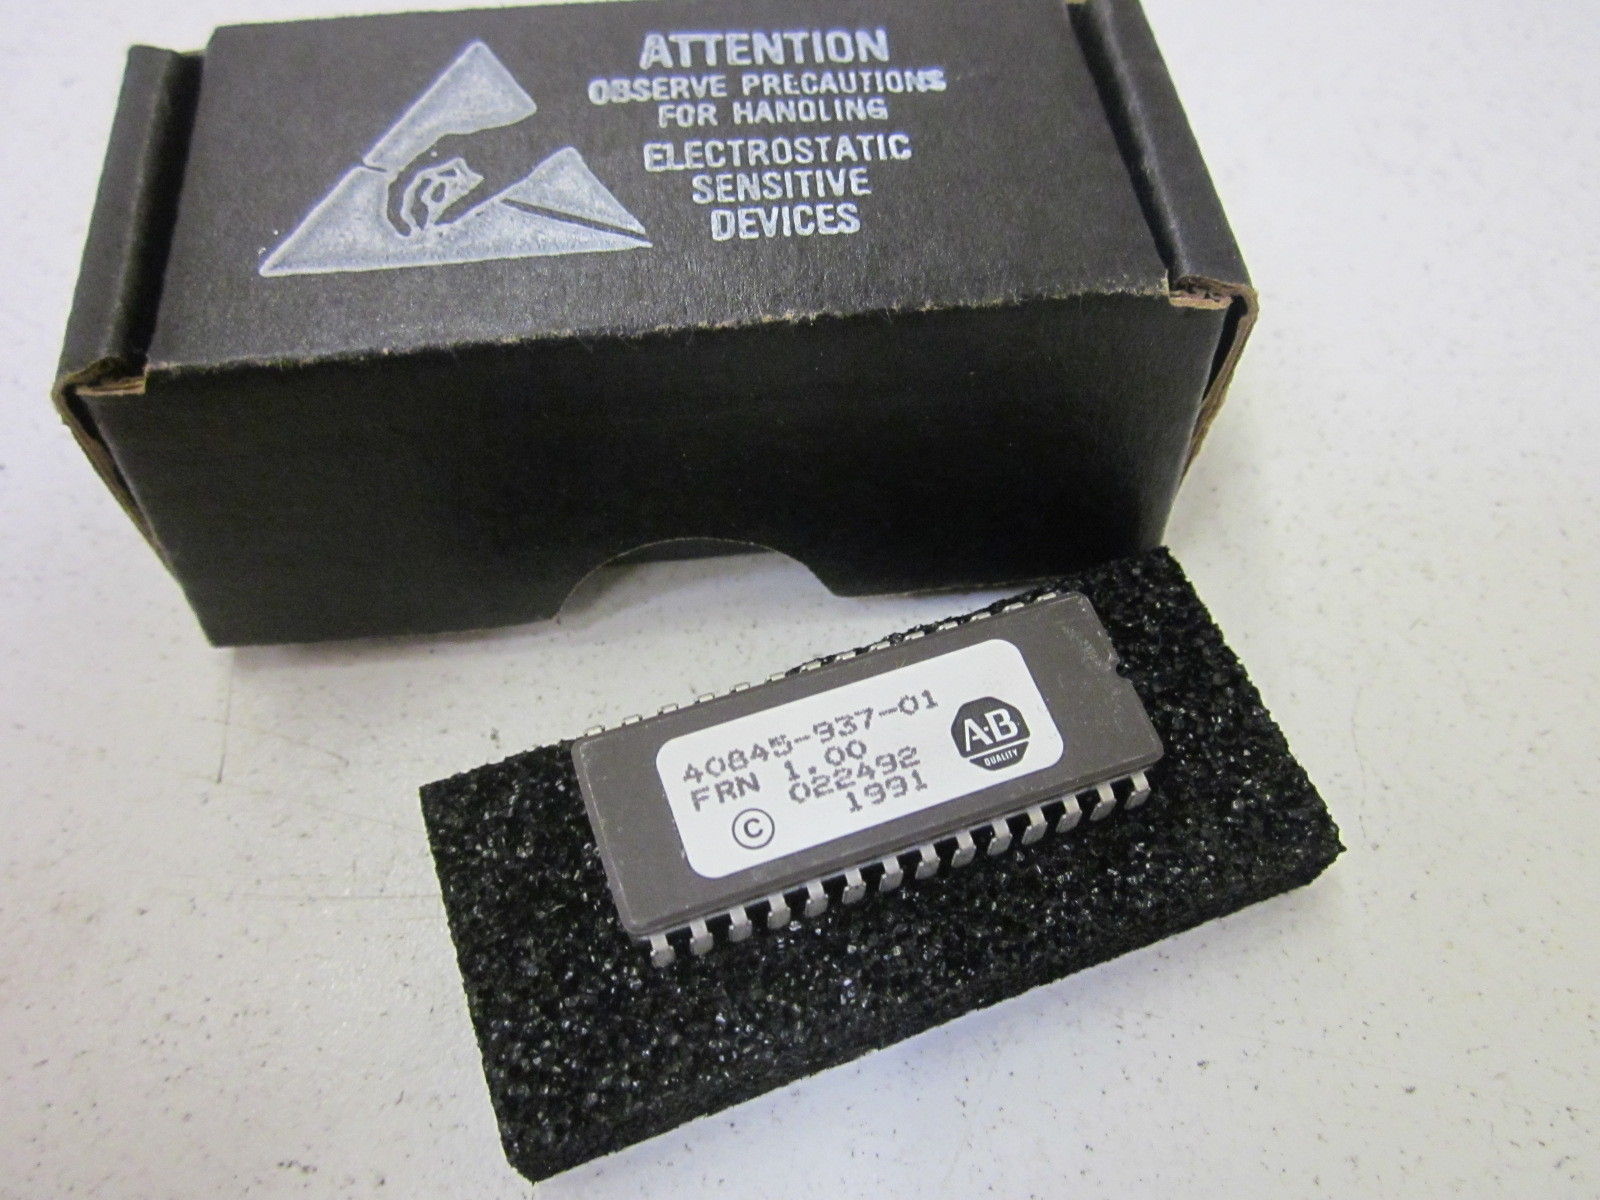 ATTENTION
OBSERVE PRECAUTIONS
FOR HANDLING
ELECTROSTATIC
SENSITIVE
DEVICES
40845-937-01
FRN 1.00
022492
© 1991
A·B
QUALITY